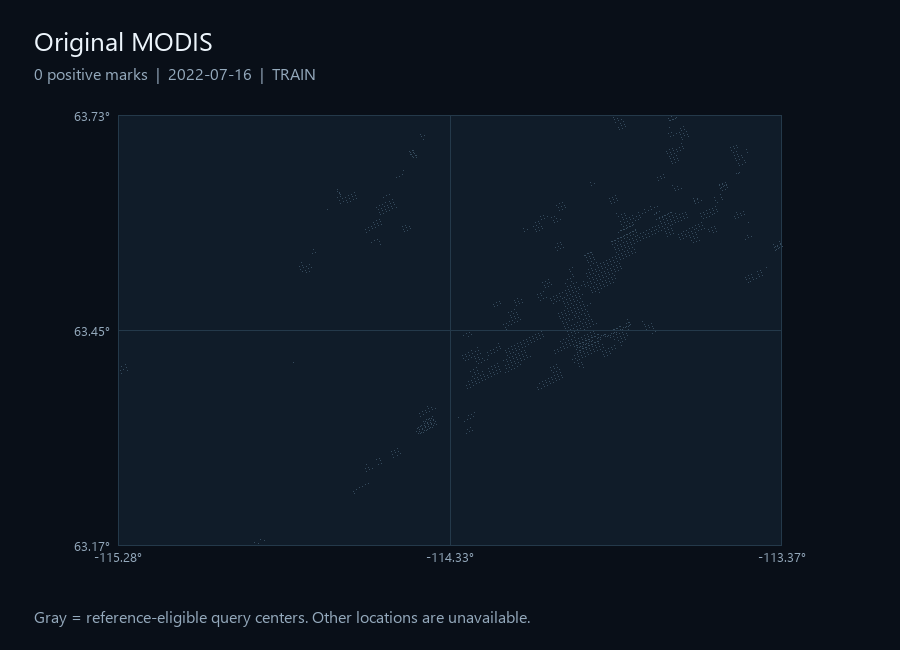 Original MODIS
0 positive marks | 2022-07-16 | TRAIN
63.73°
63.45°
63.17°
-115.28°
-114.33°
-113.37°
Gray = reference-eligible query centers. Other locations are unavailable.